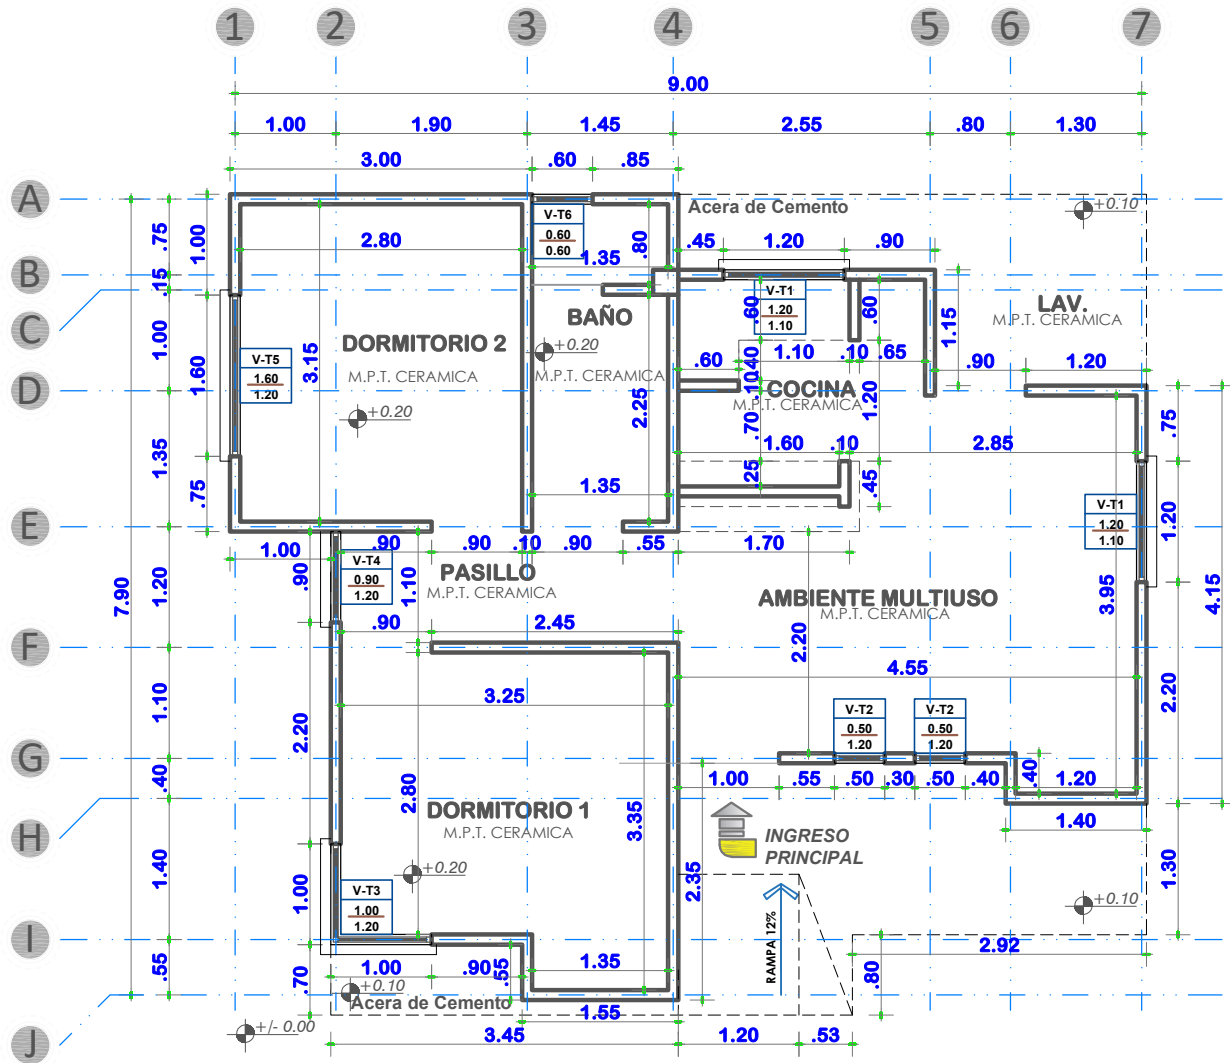 1 2 3 4 5 6 7
9.00
1.00 1.90 1.45 2.55 .80 1.30
3.00 .60 .85
A
Acera de Cemento
+0.10
V-T6
0.60
0.60
.75
1.00
2.80
1.35
.80
.45 1.20 .90
B
.15
C
V-T1
1.20
1.10
LAV.
M.P.T. CERAMICA
BAÑO
+0.20
M.P.T. CERAMICA
.60
.60
1.15
1.00
1.60
V-T5
1.60
1.20
3.15
DORMITORIO 2
M.P.T. CERAMICA
+0.20
.60
.40
1.10 .10 .65
.90 1.20
D
COCINA
M.P.T. CERAMICA
.10
1.20
2.25
.70
1.60 .10 2.85
.75
1.35
.75
.25
.45
1.35
V-T1
1.20
1.10
1.20
E
1.00
.90 .90 .10 .90 .55 1.70
V-T4
0.90
1.20
.90
1.10
PASILLO
M.P.T. CERAMICA
7.90
1.20
AMBIENTE MULTIUSO
M.P.T. CERAMICA
3.95
4.15
.90 2.45
2.20
F
4.55
3.25
1.10
2.20
2.20
V-T2
0.50
1.20
V-T2
0.50
1.20
G
.40
1.00 .55 .50 .30 .50 .40
.40
1.20
H
2.80
DORMITORIO 1
M.P.T. CERAMICA
3.35
INGRESO
PRINCIPAL
1.40
1.40
1.00
+0.20
2.35
1.30
V-T3
1.00
1.20
+0.10
RAMPA 12%
I
.55
.70
1.00 .90
.55
1.35
2.92
.80
+0.10
Acera de Cemento
1.55
J
+/- 0.00
3.45 1.20 .53